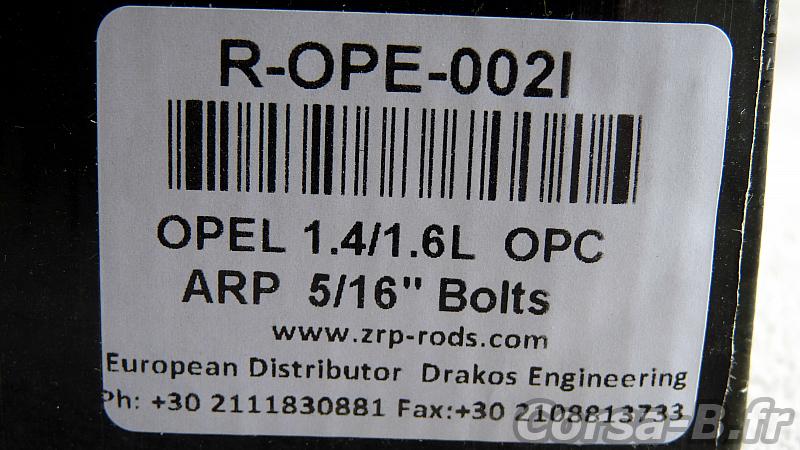 R-OPE-002I
OPEL 1.4/1.6L OPC
ARP 5/16" Bolts
www.zrp-rods.com
European Distributor Drakos Engineering
Ph: +30 2111830881 Fax:+30 2108813733
Corsa-B.fr